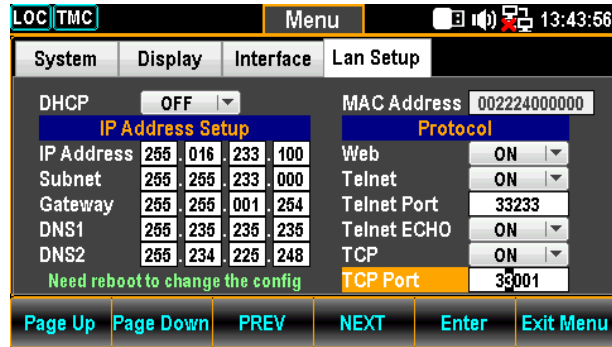 LOC TMC Menu 13:43:56
System Display Interface Lan Setup
DHCP OFF MAC Address 002224000000
IP Address Setup Protocol
IP Address 255 . 016 . 233 . 100 Web ON
Subnet 255 . 255 . 233 . 000 Telnet ON
Gateway 255 . 255 . 001 . 254 Telnet Port 33233
DNS1 255 . 235 . 235 . 235 Telnet ECHO ON
DNS2 255 . 234 . 225 . 248 TCP ON
Need reboot to change the config TCP Port 33001
Page Up Page Down PREV NEXT Enter Exit Menu